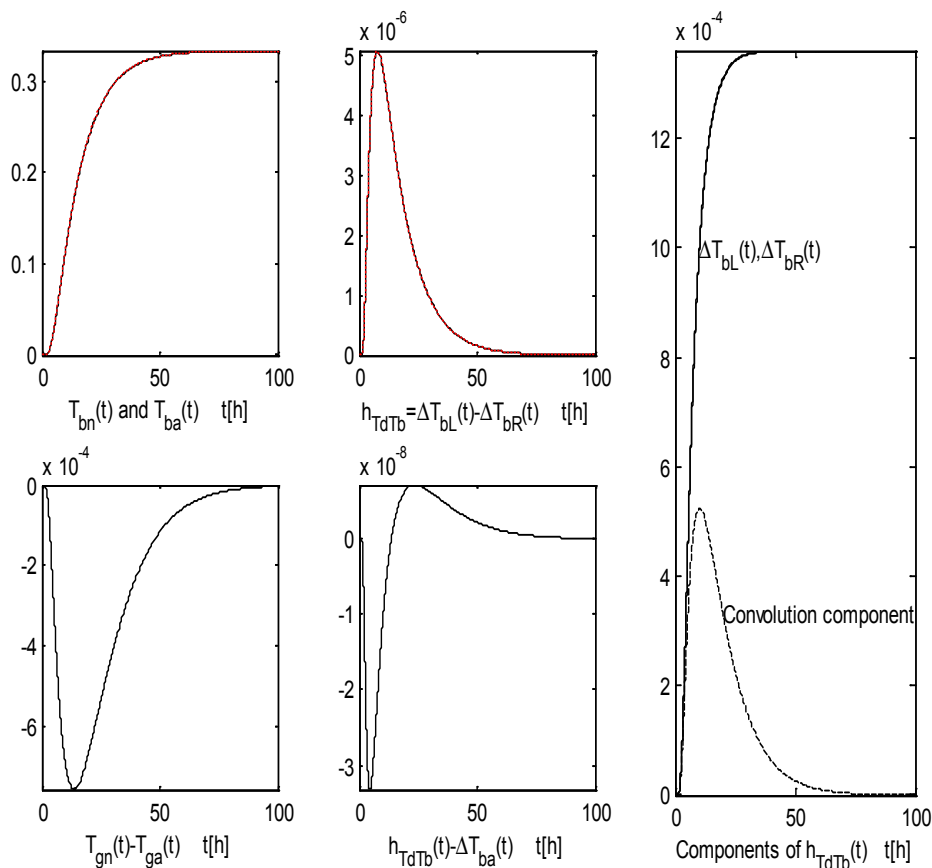 x 10^-6
x 10^-4
0.3
0.2
0.1
0
0 50 100
T_bn(t) and T_ba(t) t[h]
5
4
3
2
1
0
0 50 100
h_TdTb=ΔT_bL(t)-ΔT_bR(t) t[h]
12
10
8
6
4
2
0
0 50 100
ΔT_bL(t),ΔT_bR(t)
Convolution component
Components of h_TdTb(t) t[h]
x 10^-4
0
-2
-4
-6
0 50 100
T_gn(t)-T_ga(t) t[h]
x 10^-8
0
-1
-2
-3
0 50 100
h_TdTb(t)-ΔT_ba(t) t[h]